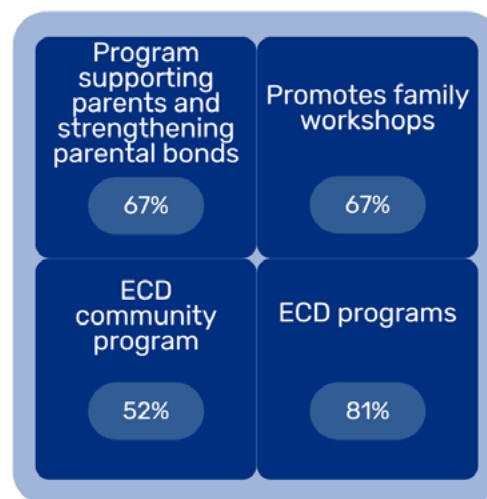 Program
supporting
parents and
strengthening
parental bonds
67%
Promotes family
workshops
67%
ECD
community
program
52%
ECD programs
81%